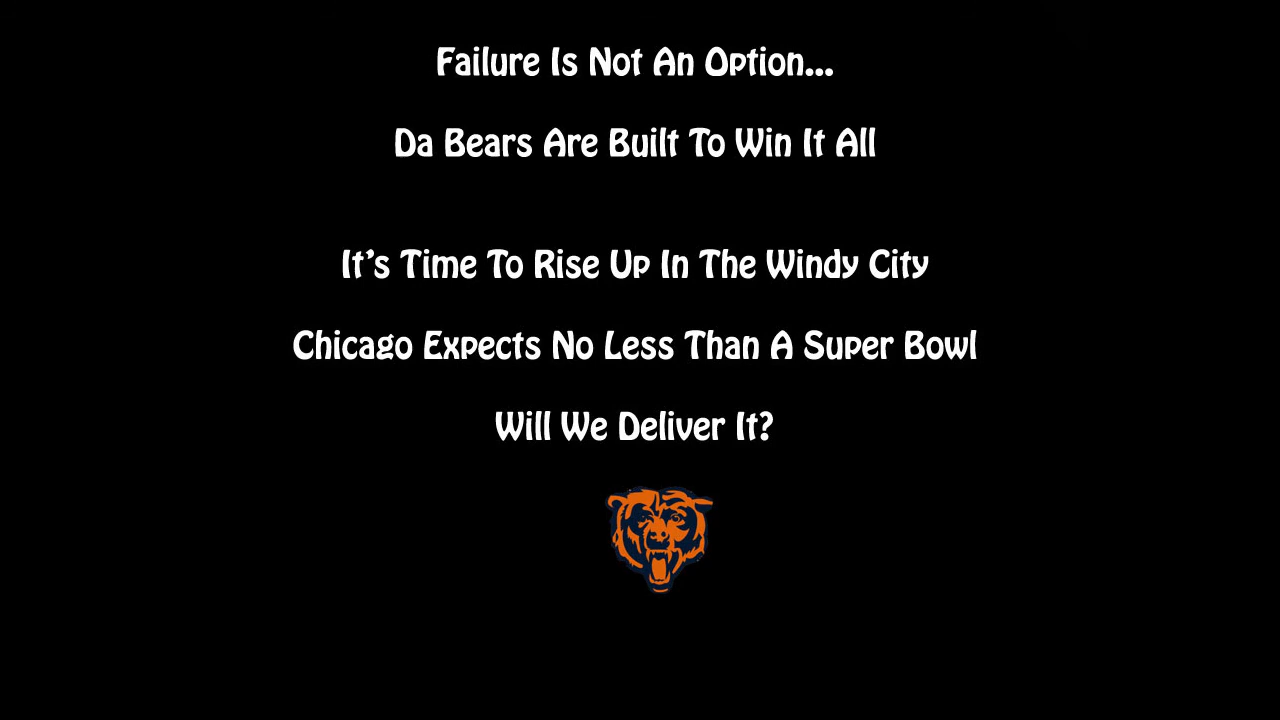 Failure Is Not An Option...
Da Bears Are Built To Win It All
It's Time To Rise Up In The Windy City
Chicago Expects No Less Than A Super Bowl
Will We Deliver It?